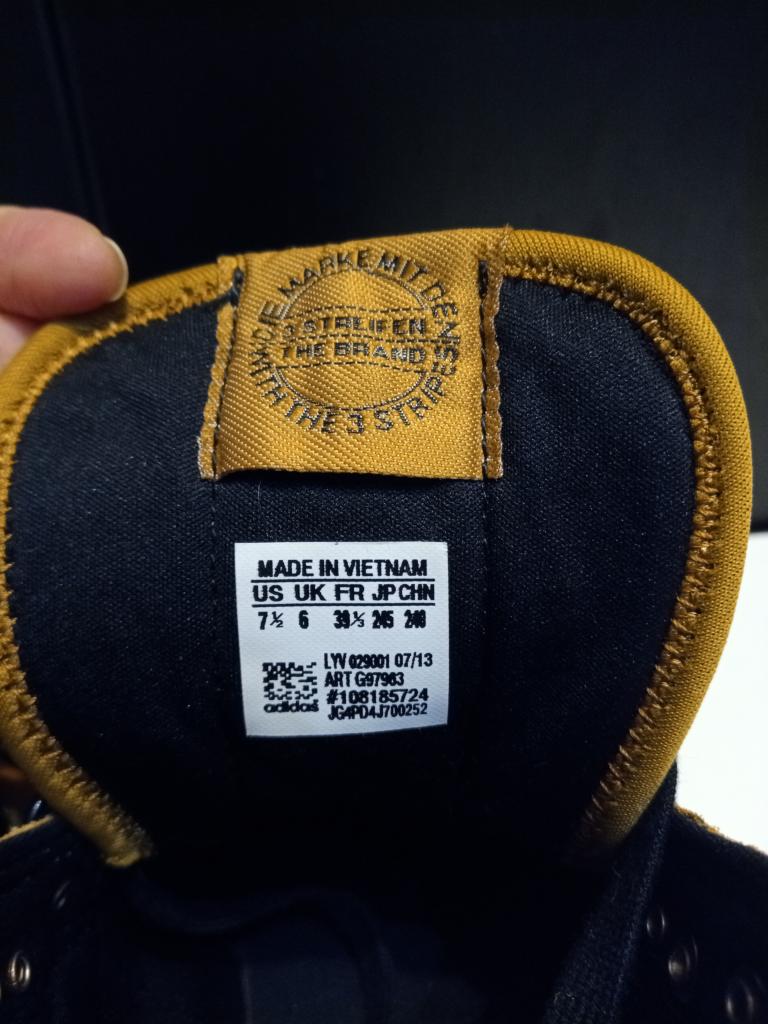 DIE MARKE MIT DEN
3 STREIFEN
THE BRAND
WITH THE 3 STRIPES
MADE IN VIETNAM
US UK FR JP CHN
7½ 6 39⅓ 245 240
LYV 029001 07/13
ART G97963
#108185724
adidas
JG4PD4J700252